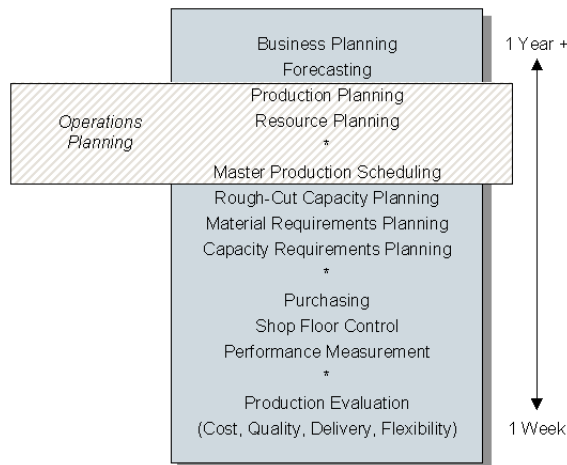 Business Planning
1 Year +
Forecasting
Production Planning
Operations
Planning
Resource Planning
*
Master Production Scheduling
Rough-Cut Capacity Planning
Material Requirements Planning
Capacity Requirements Planning
*
Purchasing
Shop Floor Control
Performance Measurement
*
Production Evaluation
(Cost, Quality, Delivery, Flexibility)
1 Week